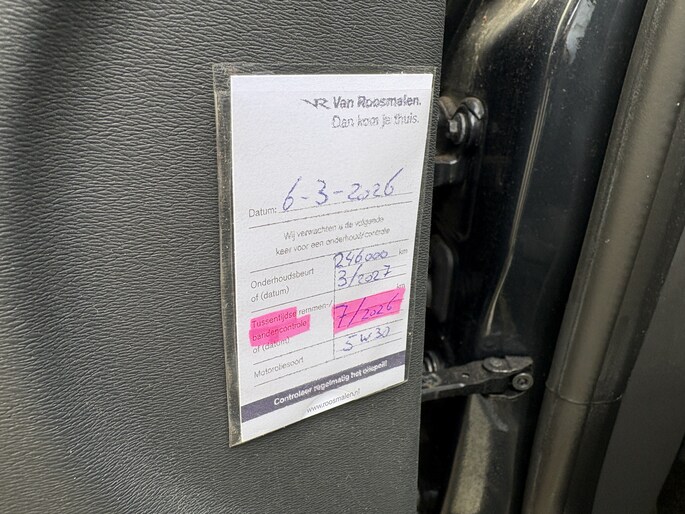 VR Van Roosmalen.
Dan kom je thuis.
Datum: 6-3-2026
Wij verwachten u de volgende
keer voor een onderhoud/controle
Onderhoudsbeurt 246000 km
of (datum) 3/2027
Tussentijdse remmen-/ km
bandencontrole 7/2026
of (datum)
Motoroliesoort 5W30
Controleer regelmatig het oliepeil!
www.roosmalen.nl